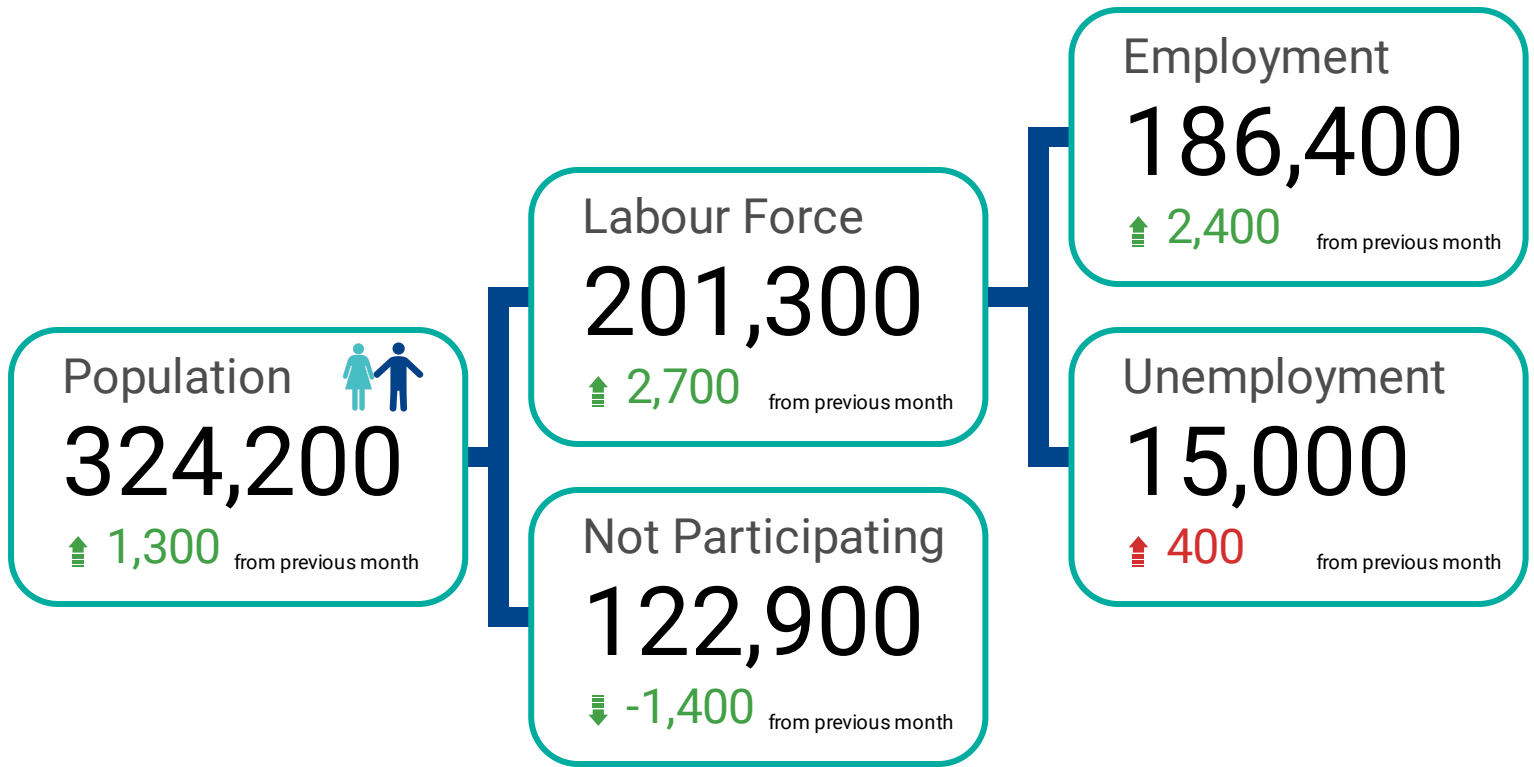 Population
324,200
1,300 from previous month
Labour Force
201,300
2,700 from previous month
Not Participating
122,900
-1,400 from previous month
Employment
186,400
2,400 from previous month
Unemployment
15,000
400 from previous month